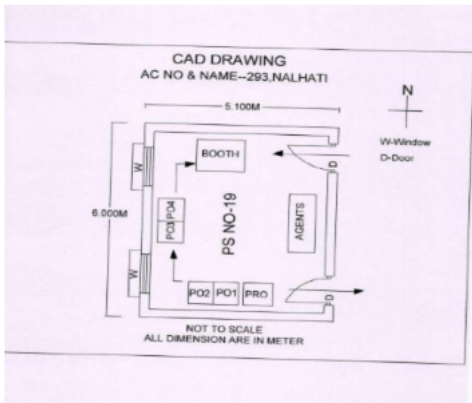 CAD DRAWING
AC NO & NAME--293,NALHATI
5.100M
N
W-Window
D-Door
BOOTH
D
W
6.000M
PO3 PO4
PS NO-19
AGENTS
W
PO2 PO1 PRO
D
NOT TO SCALE
ALL DIMENSION ARE IN METER